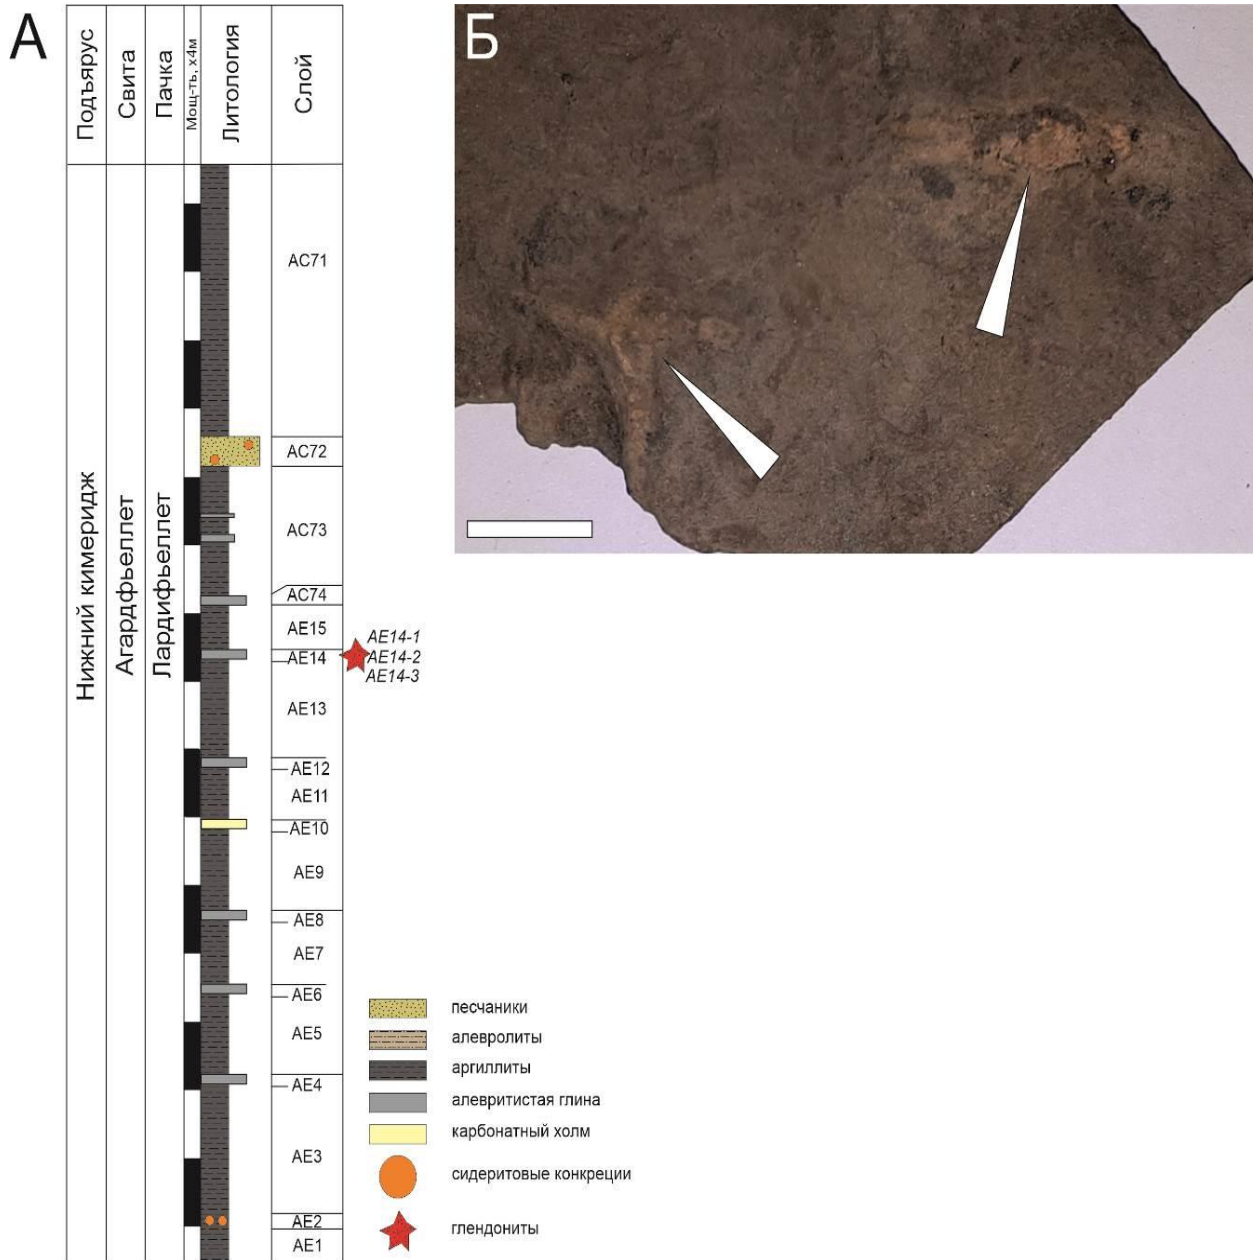 А
Б
Подъярус
Свита
Пачка
Мощ-ть, х4м
Литология
Слой
Нижний кимеридж
Агардфьеллет
Лардифьеллет
АС71
АС72
АС73
АС74
АЕ15
АЕ14
АЕ13
АЕ12
АЕ11
АЕ10
АЕ9
АЕ8
АЕ7
АЕ6
АЕ5
АЕ4
АЕ3
АЕ2
АЕ1
АЕ14-1
АЕ14-2
АЕ14-3
песчаники
алевролиты
аргиллиты
алевритистая глина
карбонатный холм
сидеритовые конкреции
глендониты